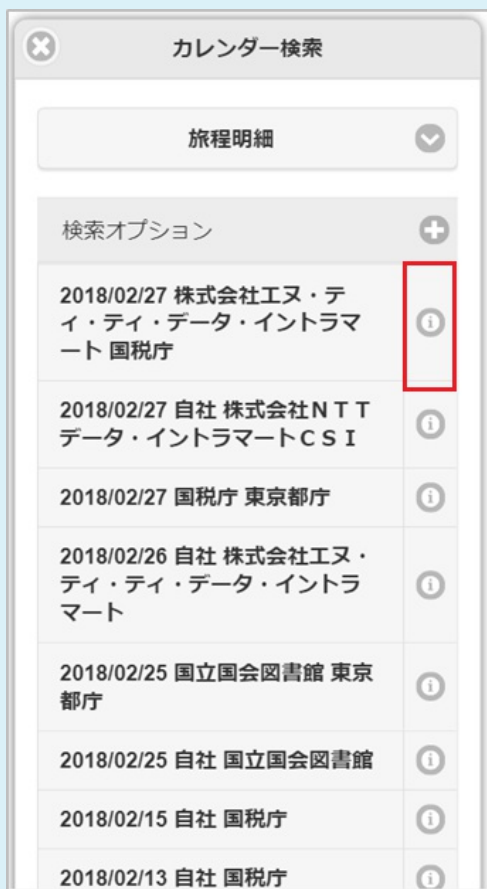 カレンダー検索
旅程明細
検索オプション
2018/02/27 株式会社エヌ・テ
ィ・ティ・データ・イントラマ
ート 国税庁
2018/02/27 自社 株式会社ＮＴＴ
データ・イントラマートＣＳＩ
2018/02/27 国税庁 東京都庁
2018/02/26 自社 株式会社エヌ・
ティ・ティ・データ・イントラ
マート
2018/02/25 国立国会図書館 東京
都庁
2018/02/25 自社 国立国会図書館
2018/02/15 自社 国税庁
2018/02/13 自社 国税庁